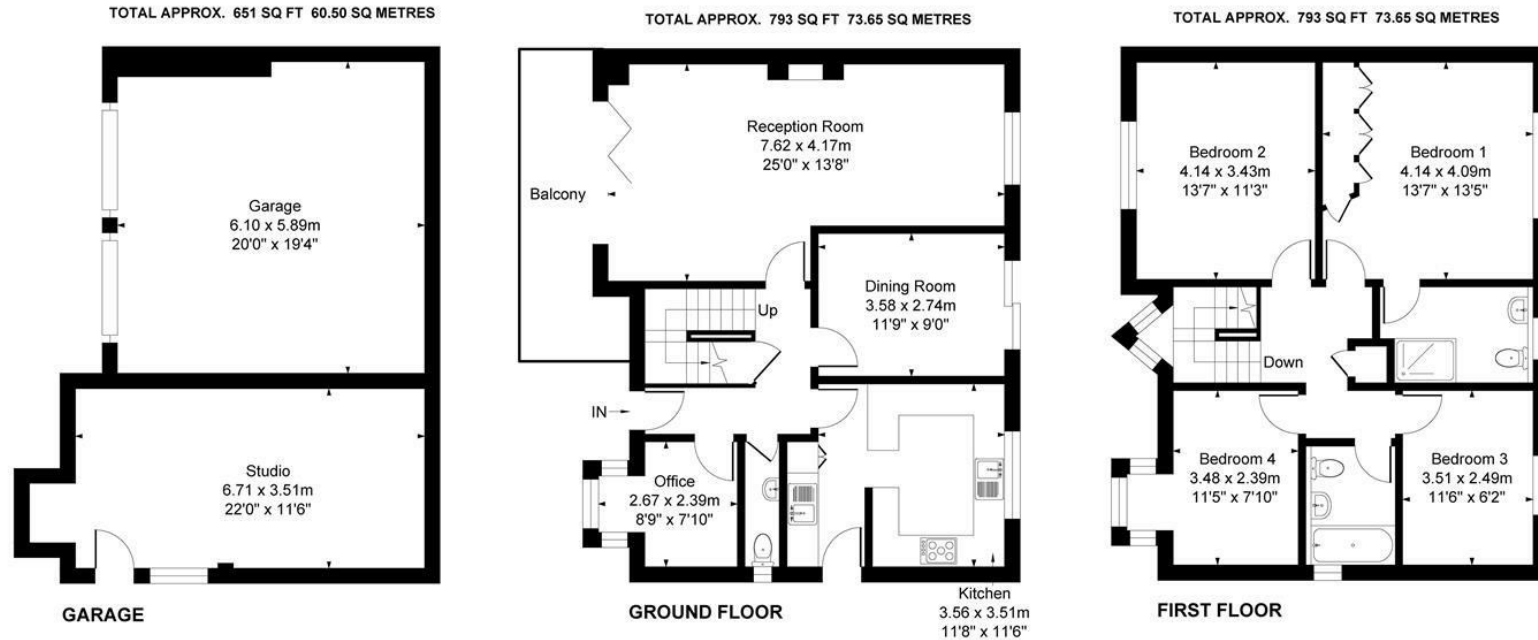 TOTAL APPROX. 651 SQ FT 60.50 SQ METRES
Garage
6.10 x 5.89m
20'0" x 19'4"
Studio
6.71 x 3.51m
22'0" x 11'6"
GARAGE
TOTAL APPROX. 793 SQ FT 73.65 SQ METRES
Balcony
Reception Room
7.62 x 4.17m
25'0" x 13'8"
Up
Dining Room
3.58 x 2.74m
11'9" x 9'0"
IN
Office
2.67 x 2.39m
8'9" x 7'10"
Kitchen
3.56 x 3.51m
11'8" x 11'6"
GROUND FLOOR
TOTAL APPROX. 793 SQ FT 73.65 SQ METRES
Bedroom 2
4.14 x 3.43m
13'7" x 11'3"
Bedroom 1
4.14 x 4.09m
13'7" x 13'5"
Down
Bedroom 4
3.48 x 2.39m
11'5" x 7'10"
Bedroom 3
3.51 x 2.49m
11'6" x 6'2"
FIRST FLOOR